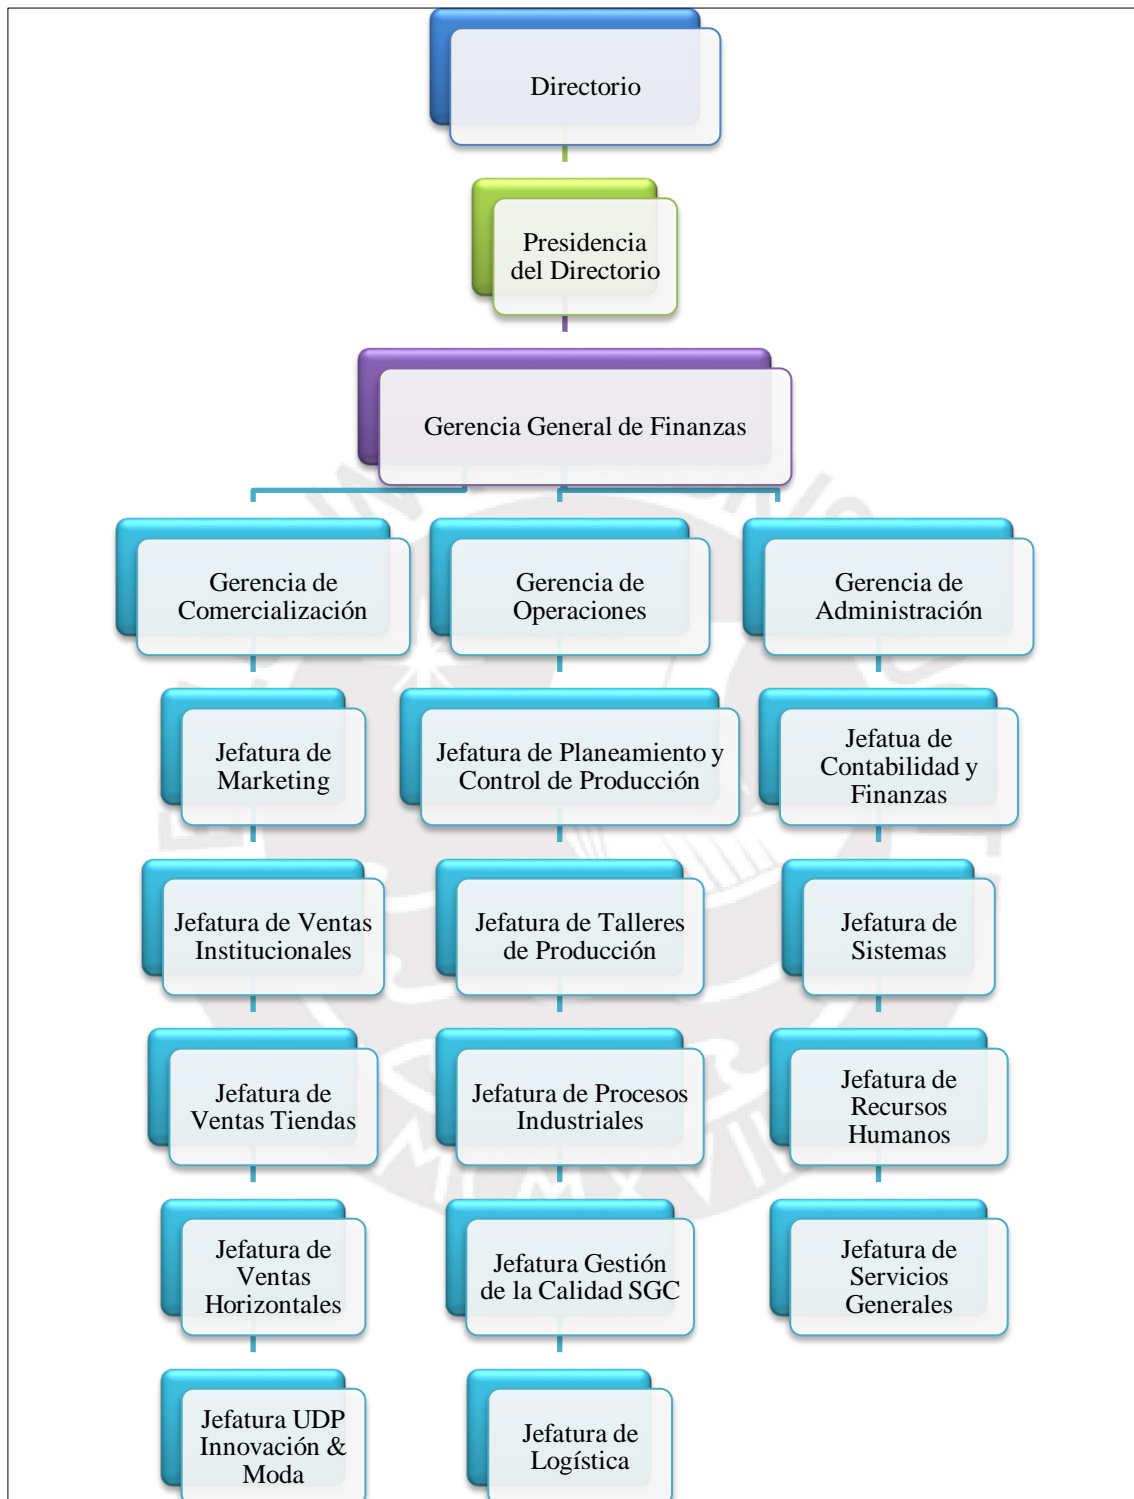 Directorio
Presidencia
del Directorio
Gerencia General de Finanzas
Gerencia de
Comercialización
Gerencia de
Operaciones
Gerencia de
Administración
Jefatura de
Marketing
Jefatura de Planeamiento y
Control de Producción
Jefatua de
Contabilidad y
Finanzas
Jefatura de Ventas
Institucionales
Jefatura de Talleres
de Producción
Jefatura de
Sistemas
Jefatura de
Ventas Tiendas
Jefatura de Procesos
Industriales
Jefatura de
Recursos
Humanos
Jefatura de
Ventas
Horizontales
Jefatura Gestión
de la Calidad SGC
Jefatura de
Servicios
Generales
Jefatura UDP
Innovación &
Moda
Jefatura de
Logística
MCMXVII